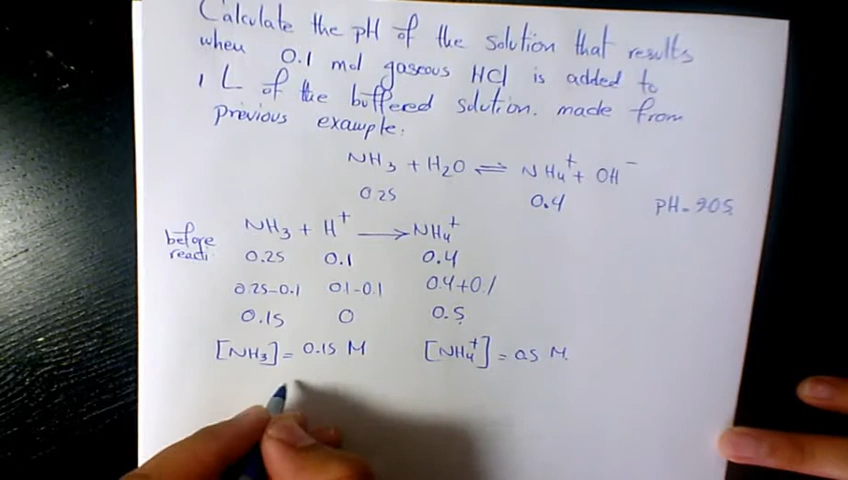 Calculate the pH of the solution that results
when 0.1 mol gaseous HCl is added to
1 L of the buffered solution. made from
previous example.
NH3 + H2O ⇌ NH4+ + OH-
0.25 0.4 pH = 9.05
NH3 + H+ → NH4+
before
reacti. 0.25 0.1 0.4
0.25-0.1 0.1-0.1 0.4+0.1
0.15 0 0.5
[NH3] = 0.15 M [NH4+] = 0.5 M.